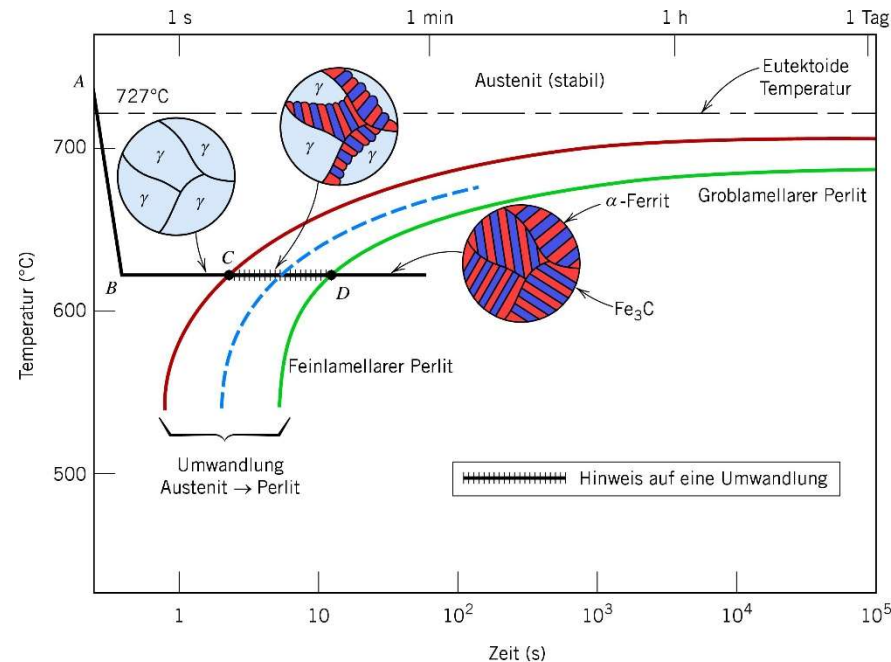 1 s
1 min
1 h
1 Tag
A
727°C
Austenit (stabil)
Eutektoide
Temperatur
γ
γ
γ
γ
γ
γ
γ
700
α-Ferrit
Groblamellarer Perlit
C
B
D
600
Fe₃C
Temperatur (°C)
Feinlamellarer Perlit
Umwandlung
Austenit → Perlit
500
Hinweis auf eine Umwandlung
1
10
10²
10³
10⁴
10⁵
Zeit (s)